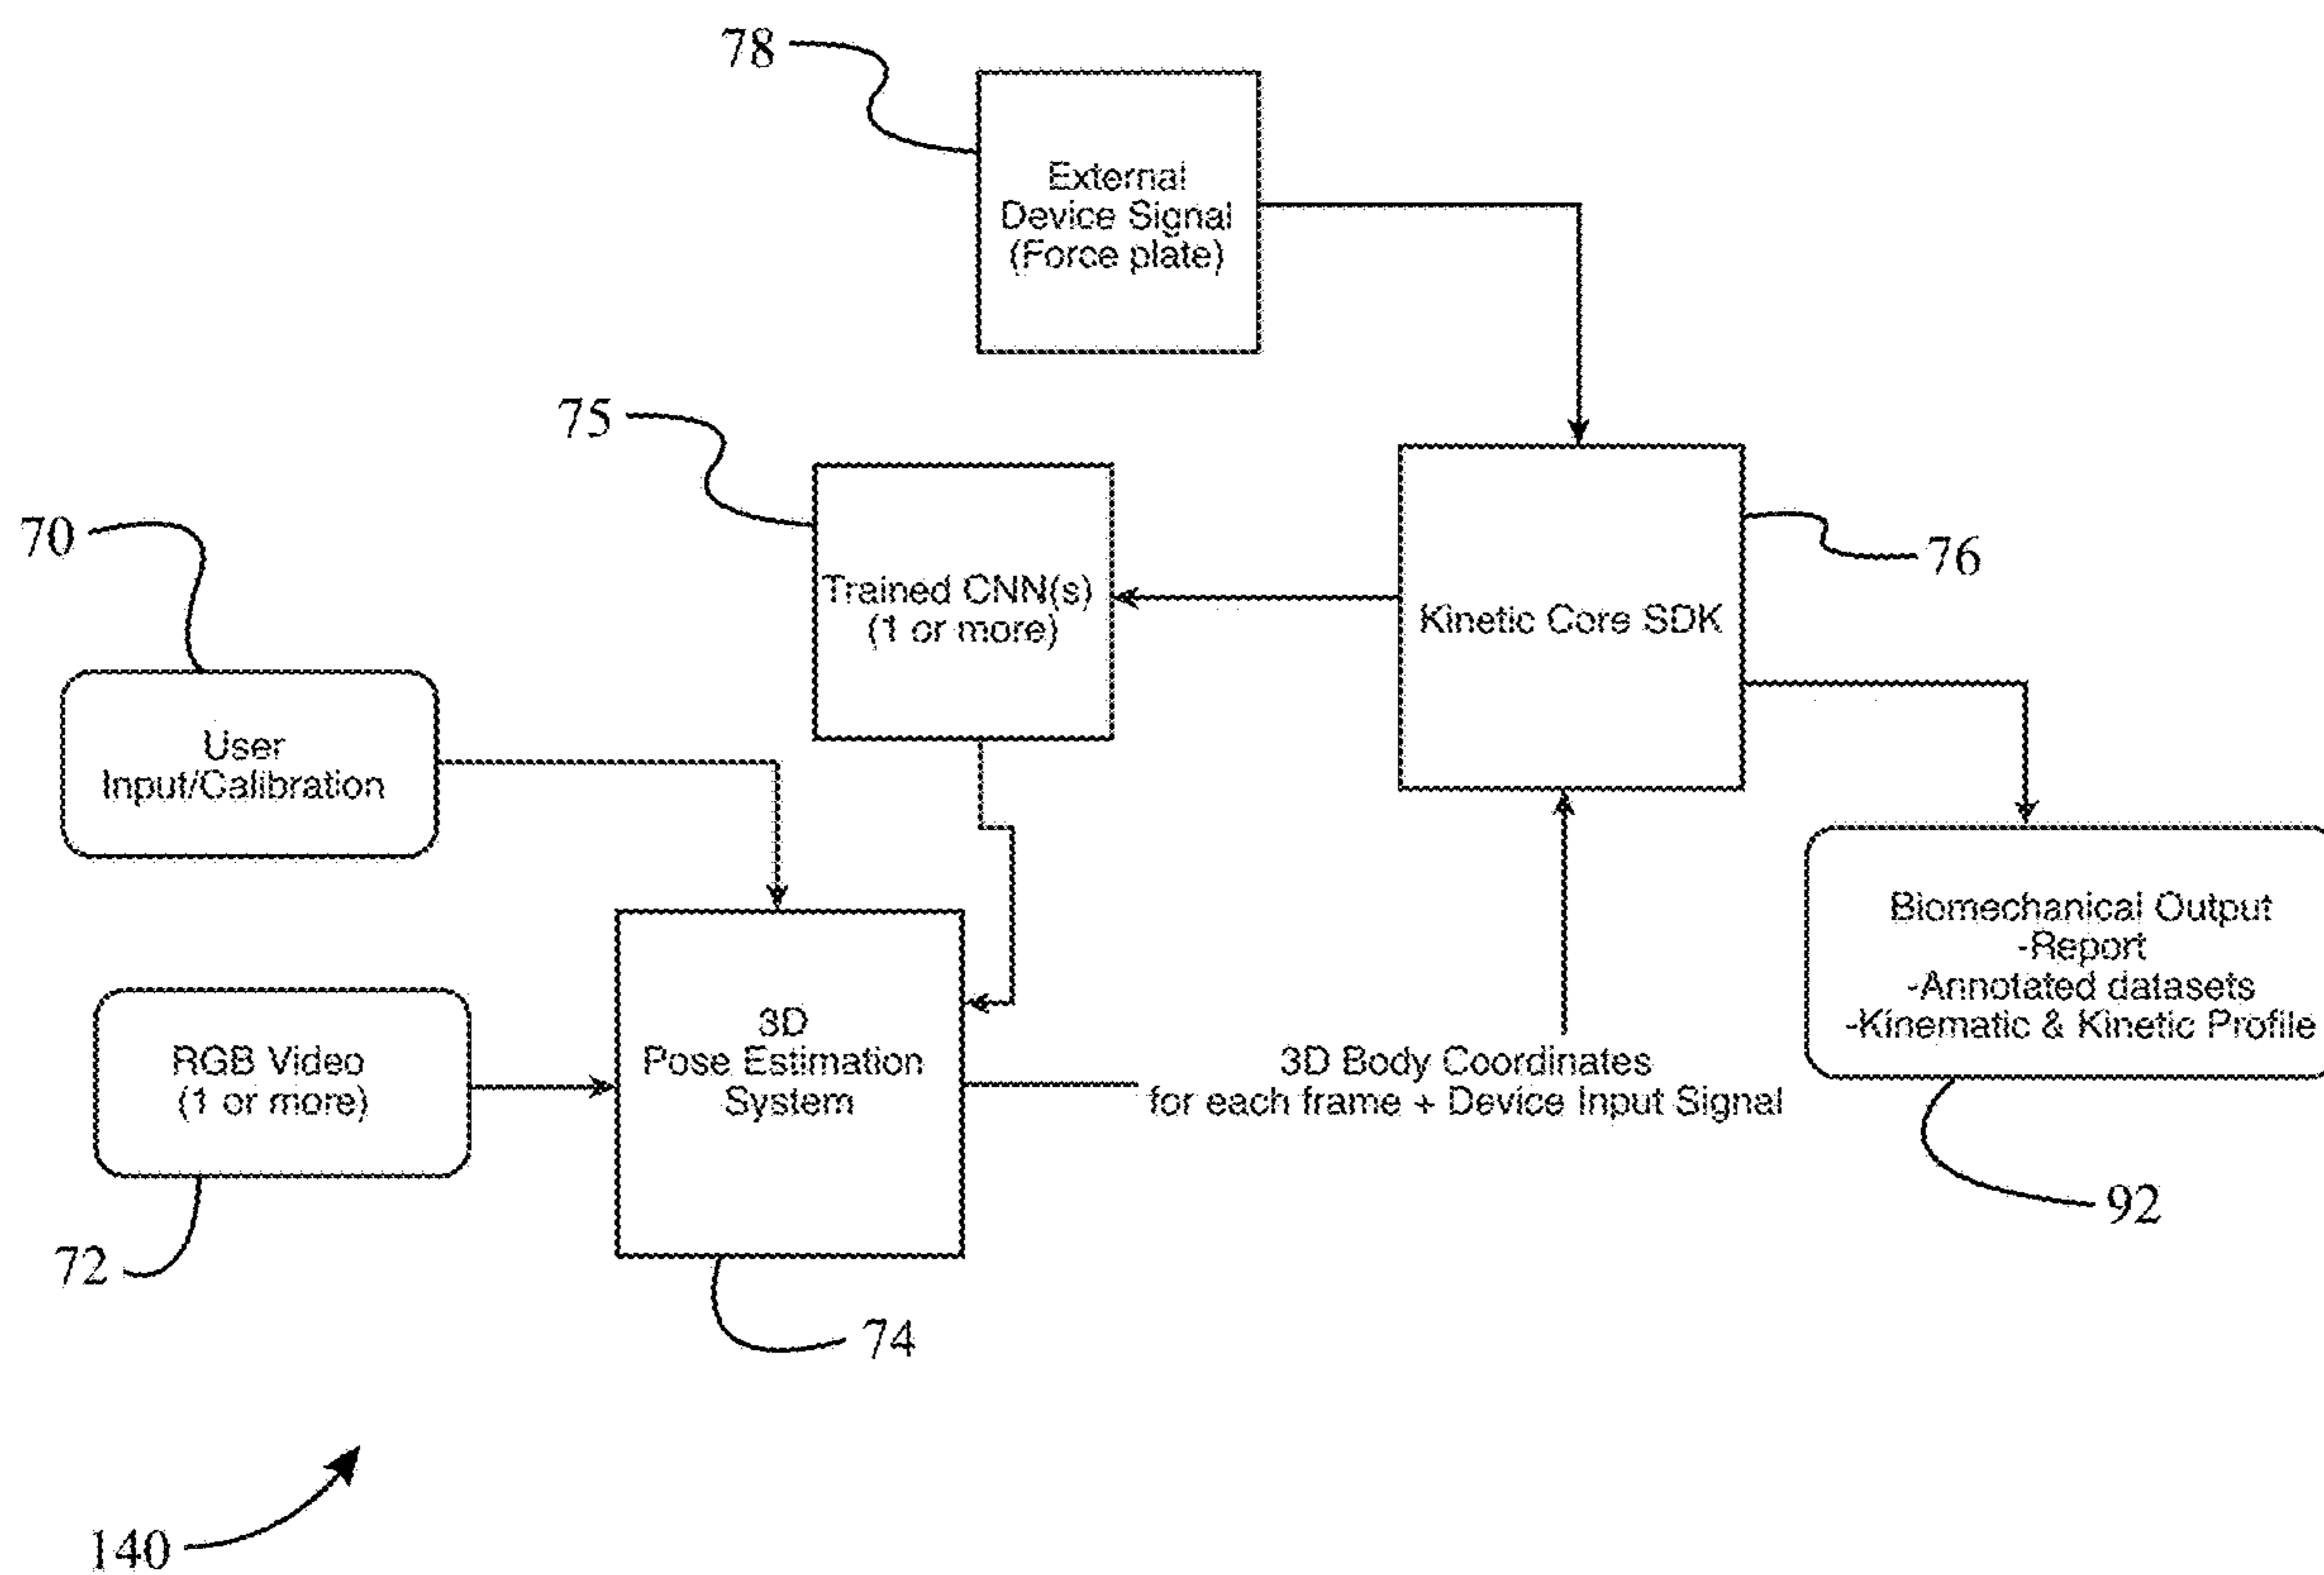 78
External
Device Signal
(Force plate)
75
Trained CNN(s)
(1 or more)
70
User
Input/Calibration
Kinetic Core SDK
76
RGB Video
(1 or more)
72
3D
Pose Estimation
System
74
3D Body Coordinates
for each frame + Device Input Signal
Biomechanical Output
-Report
-Annotated datasets
-Kinematic & Kinetic Profile
92
140